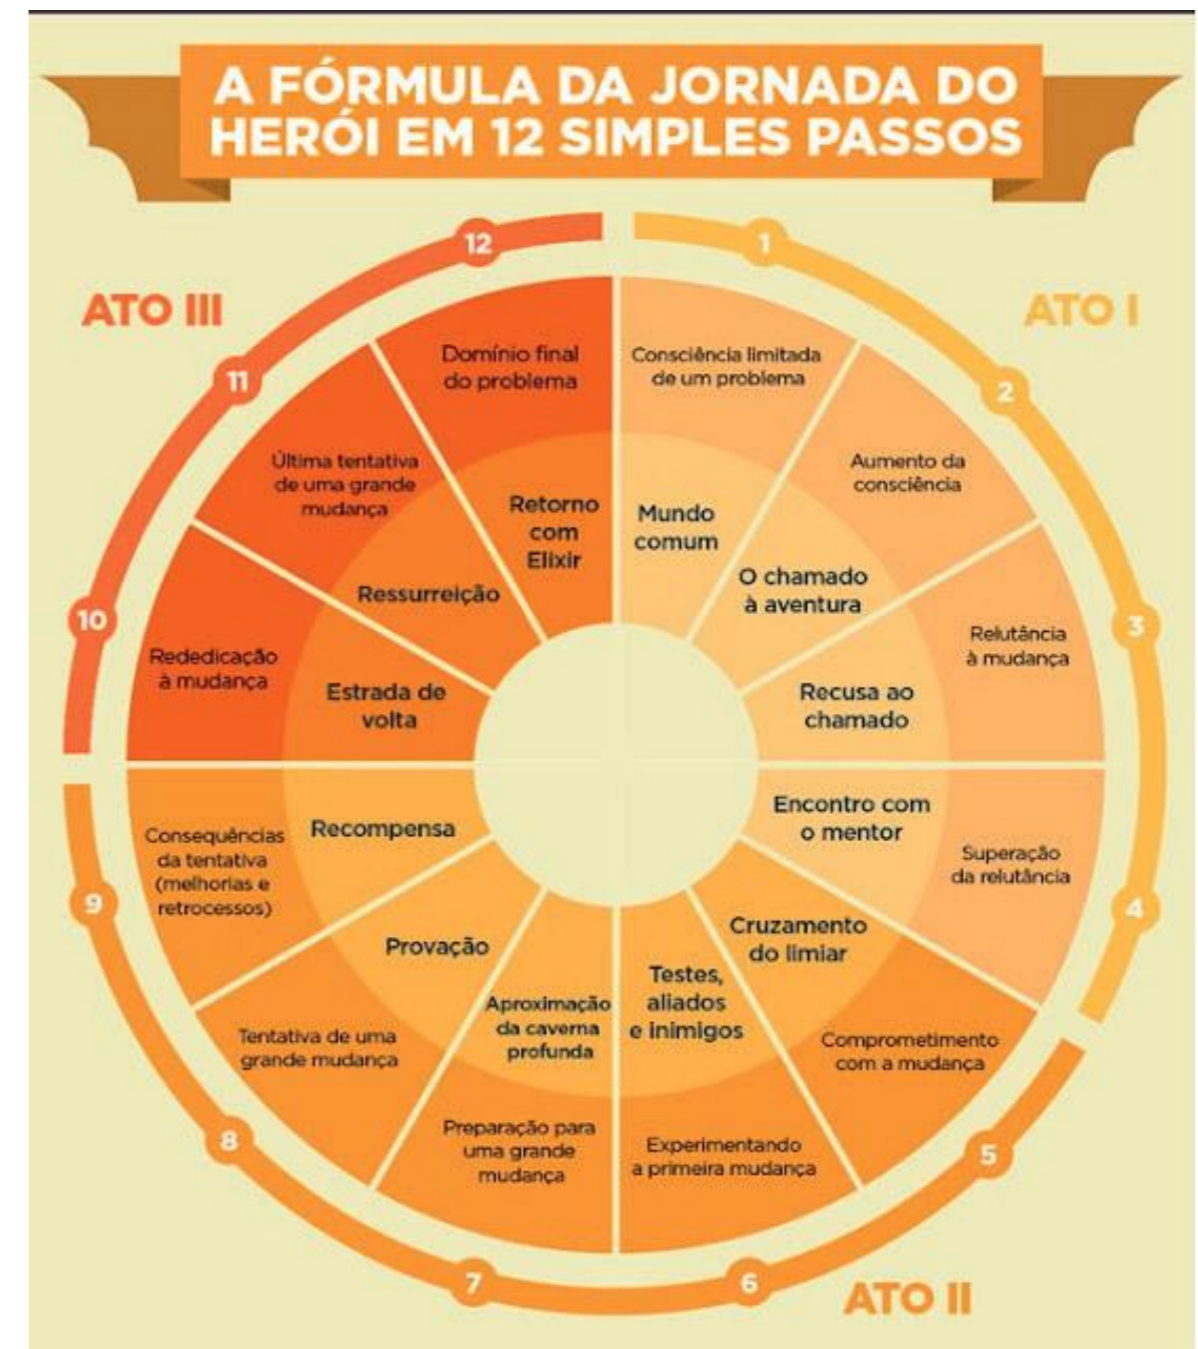 A FÓRMULA DA JORNADA DO
HERÓI EM 12 SIMPLES PASSOS
ATO I
1
Consciência limitada
de um problema
Mundo
comum
2
Aumento da
consciência
O chamado
à aventura
3
Relutância
à mudança
Recusa ao
chamado
4
Superação
da relutância
Encontro com
o mentor
ATO II
5
Comprometimento
com a mudança
Cruzamento
do limiar
6
Experimentando
a primeira mudança
Testes,
aliados
e inimigos
7
Preparação para
uma grande
mudança
Aproximação
da caverna
profunda
8
Tentativa de uma
grande mudança
Provação
9
Consequências
da tentativa
(melhorias e
retrocessos)
Recompensa
ATO III
10
Rededicação
à mudança
Estrada de
volta
11
Última tentativa
de uma grande
mudança
Ressurreição
12
Domínio final
do problema
Retorno
com
Elixir